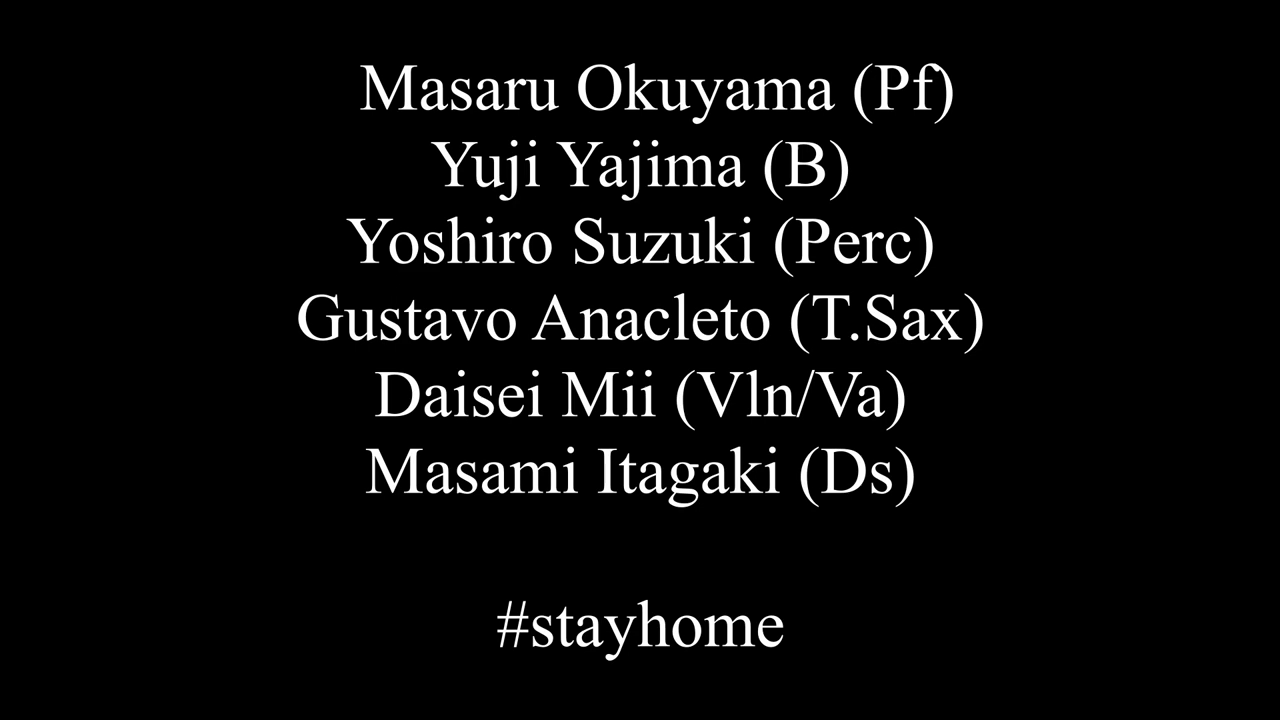 Masaru Okuyama (Pf)
Yuji Yajima (B)
Yoshiro Suzuki (Perc)
Gustavo Anacleto (T.Sax)
Daisei Mii (Vln/Va)
Masami Itagaki (Ds)
#stayhome